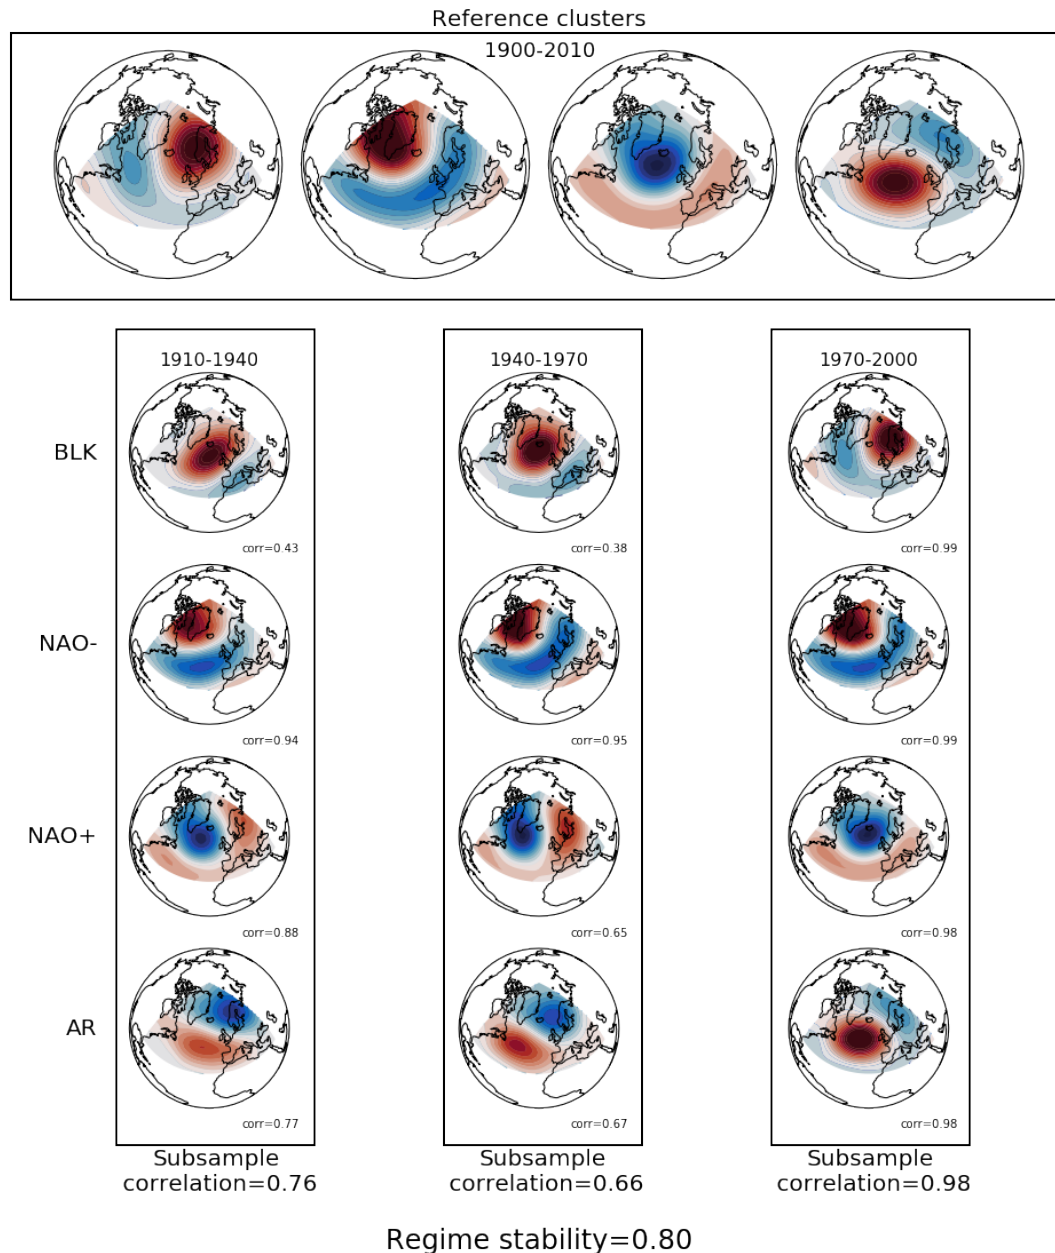 Reference clusters
1900-2010
1910-1940
1940-1970
1970-2000
BLK
corr=0.43
corr=0.38
corr=0.99
NAO-
corr=0.94
corr=0.95
corr=0.99
NAO+
corr=0.88
corr=0.65
corr=0.98
AR
corr=0.77
corr=0.67
corr=0.98
Subsample
correlation=0.76
Subsample
correlation=0.66
Subsample
correlation=0.98
Regime stability=0.80